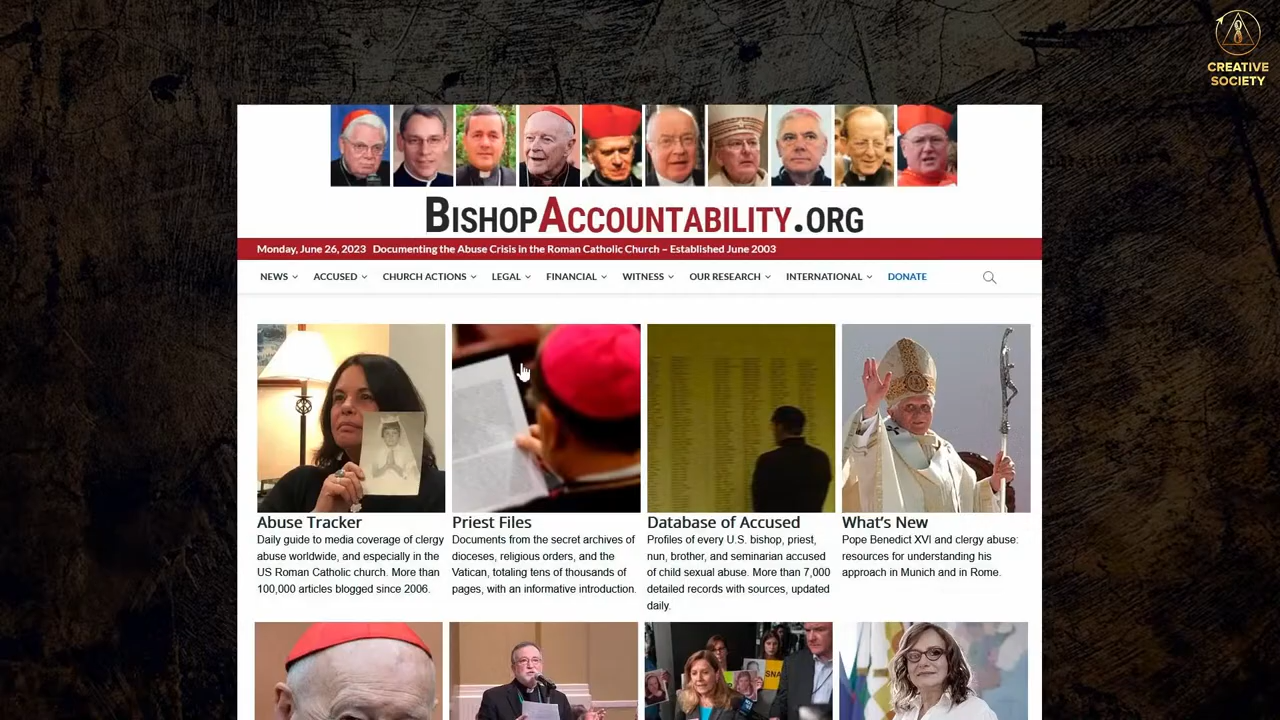 CREATIVE
SOCIETY
BISHOPACCOUNTABILITY.ORG
Monday, June 26, 2023 Documenting the Abuse Crisis in the Roman Catholic Church – Established June 2003
NEWS ACCUSED CHURCH ACTIONS LEGAL FINANCIAL WITNESS OUR RESEARCH INTERNATIONAL DONATE
Abuse Tracker
Daily guide to media coverage of clergy
abuse worldwide, and especially in the
US Roman Catholic church. More than
100,000 articles blogged since 2006.
Priest Files
Documents from the secret archives of
dioceses, religious orders, and the
Vatican, totaling tens of thousands of
pages, with an informative introduction.
Database of Accused
Profiles of every U.S. bishop, priest,
nun, brother, and seminarian accused
of child sexual abuse. More than 7,000
detailed records with sources, updated
daily.
What's New
Pope Benedict XVI and clergy abuse:
resources for understanding his
approach in Munich and in Rome.
SNA